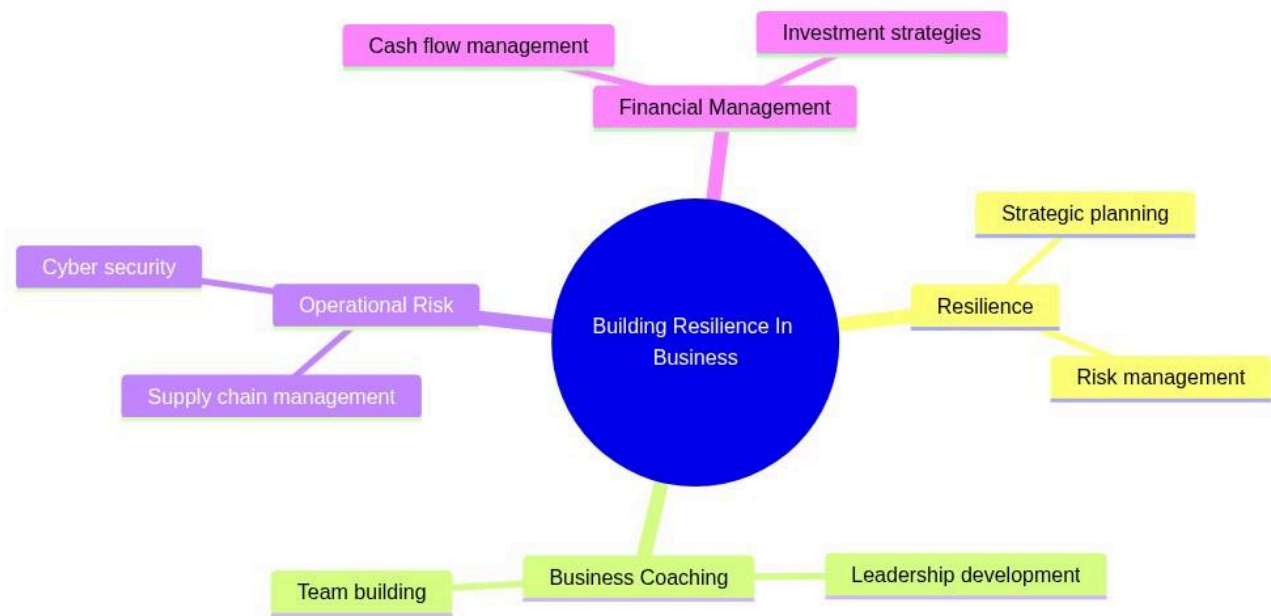 Cash flow management
Investment strategies
Financial Management
Strategic planning
Cyber security
Operational Risk
Resilience
Building Resilience In
Business
Supply chain management
Risk management
Team building
Business Coaching
Leadership development